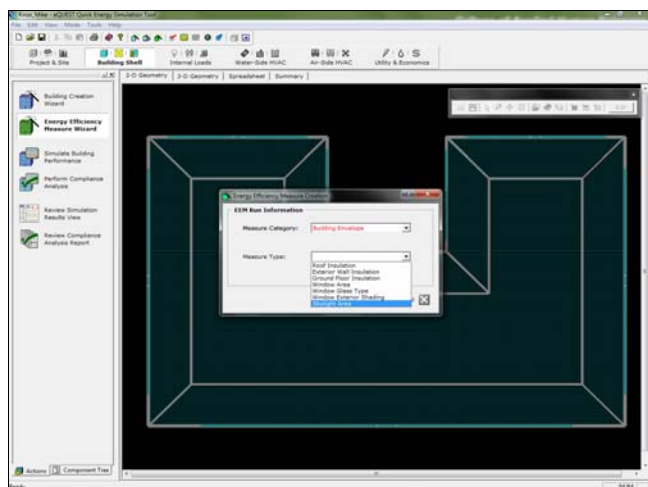 Knox_Mike - eQUEST Quick Energy Simulation Tool
File Edit View Mode Tools Help
Project & Site
Building Shell
Internal Loads
Water-Side HVAC
Air-Side HVAC
Utility & Economics
2-D Geometry
3-D Geometry
Spreadsheet
Summary
Building Creation
Wizard
Energy Efficiency
Measure Wizard
Simulate Building
Performance
Perform Compliance
Analysis
Review Simulation
Results View
Review Compliance
Analysis Report
Energy Efficiency Measure Creation
EEM Run Information
Measure Category:
Building Envelope
Measure Type:
Roof Insulation
Exterior Wall Insulation
Ground Floor Insulation
Window Area
Window Glass Type
Window Exterior Shading
Skylight Area
Actions
Component Tree